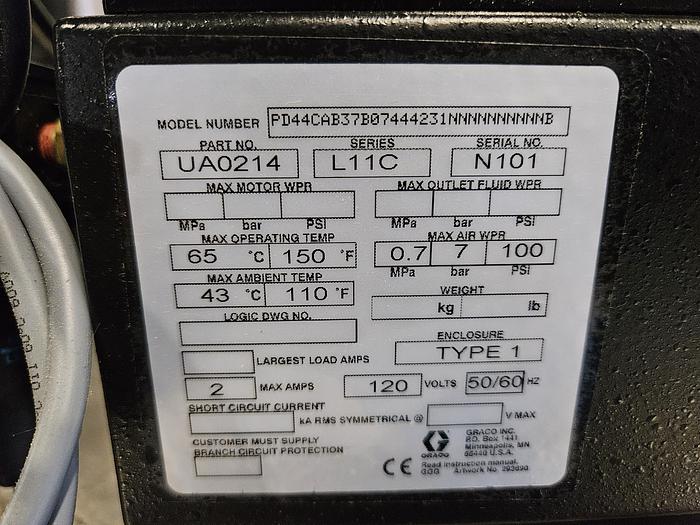 MODEL NUMBER PD44CAB37B07444231NNNNNNNNNNB
PART NO. SERIES SERIAL NO.
UA0214 L11C N101
MAX MOTOR WPR MAX OUTLET FLUID WPR
MPa bar PSI MPa bar PSI
MAX OPERATING TEMP MAX AIR WPR
65 °C 150 °F 0.7 7 100
MPa bar PSI
MAX AMBIENT TEMP WEIGHT
43 °C 110 °F kg lb
LOGIC DWG NO. ENCLOSURE
TYPE 1
LARGEST LOAD AMPS
2 MAX AMPS 120 VOLTS 50/60 HZ
SHORT CIRCUIT CURRENT
kA RMS SYMMETRICAL @ V MAX
CUSTOMER MUST SUPPLY
BRANCH CIRCUIT PROTECTION
GRACO
GRACO INC.
P.O. Box 1441
Minneapolis, MN
55440 U.S.A.
CE Read instruction manual.
Artwork No. 293690